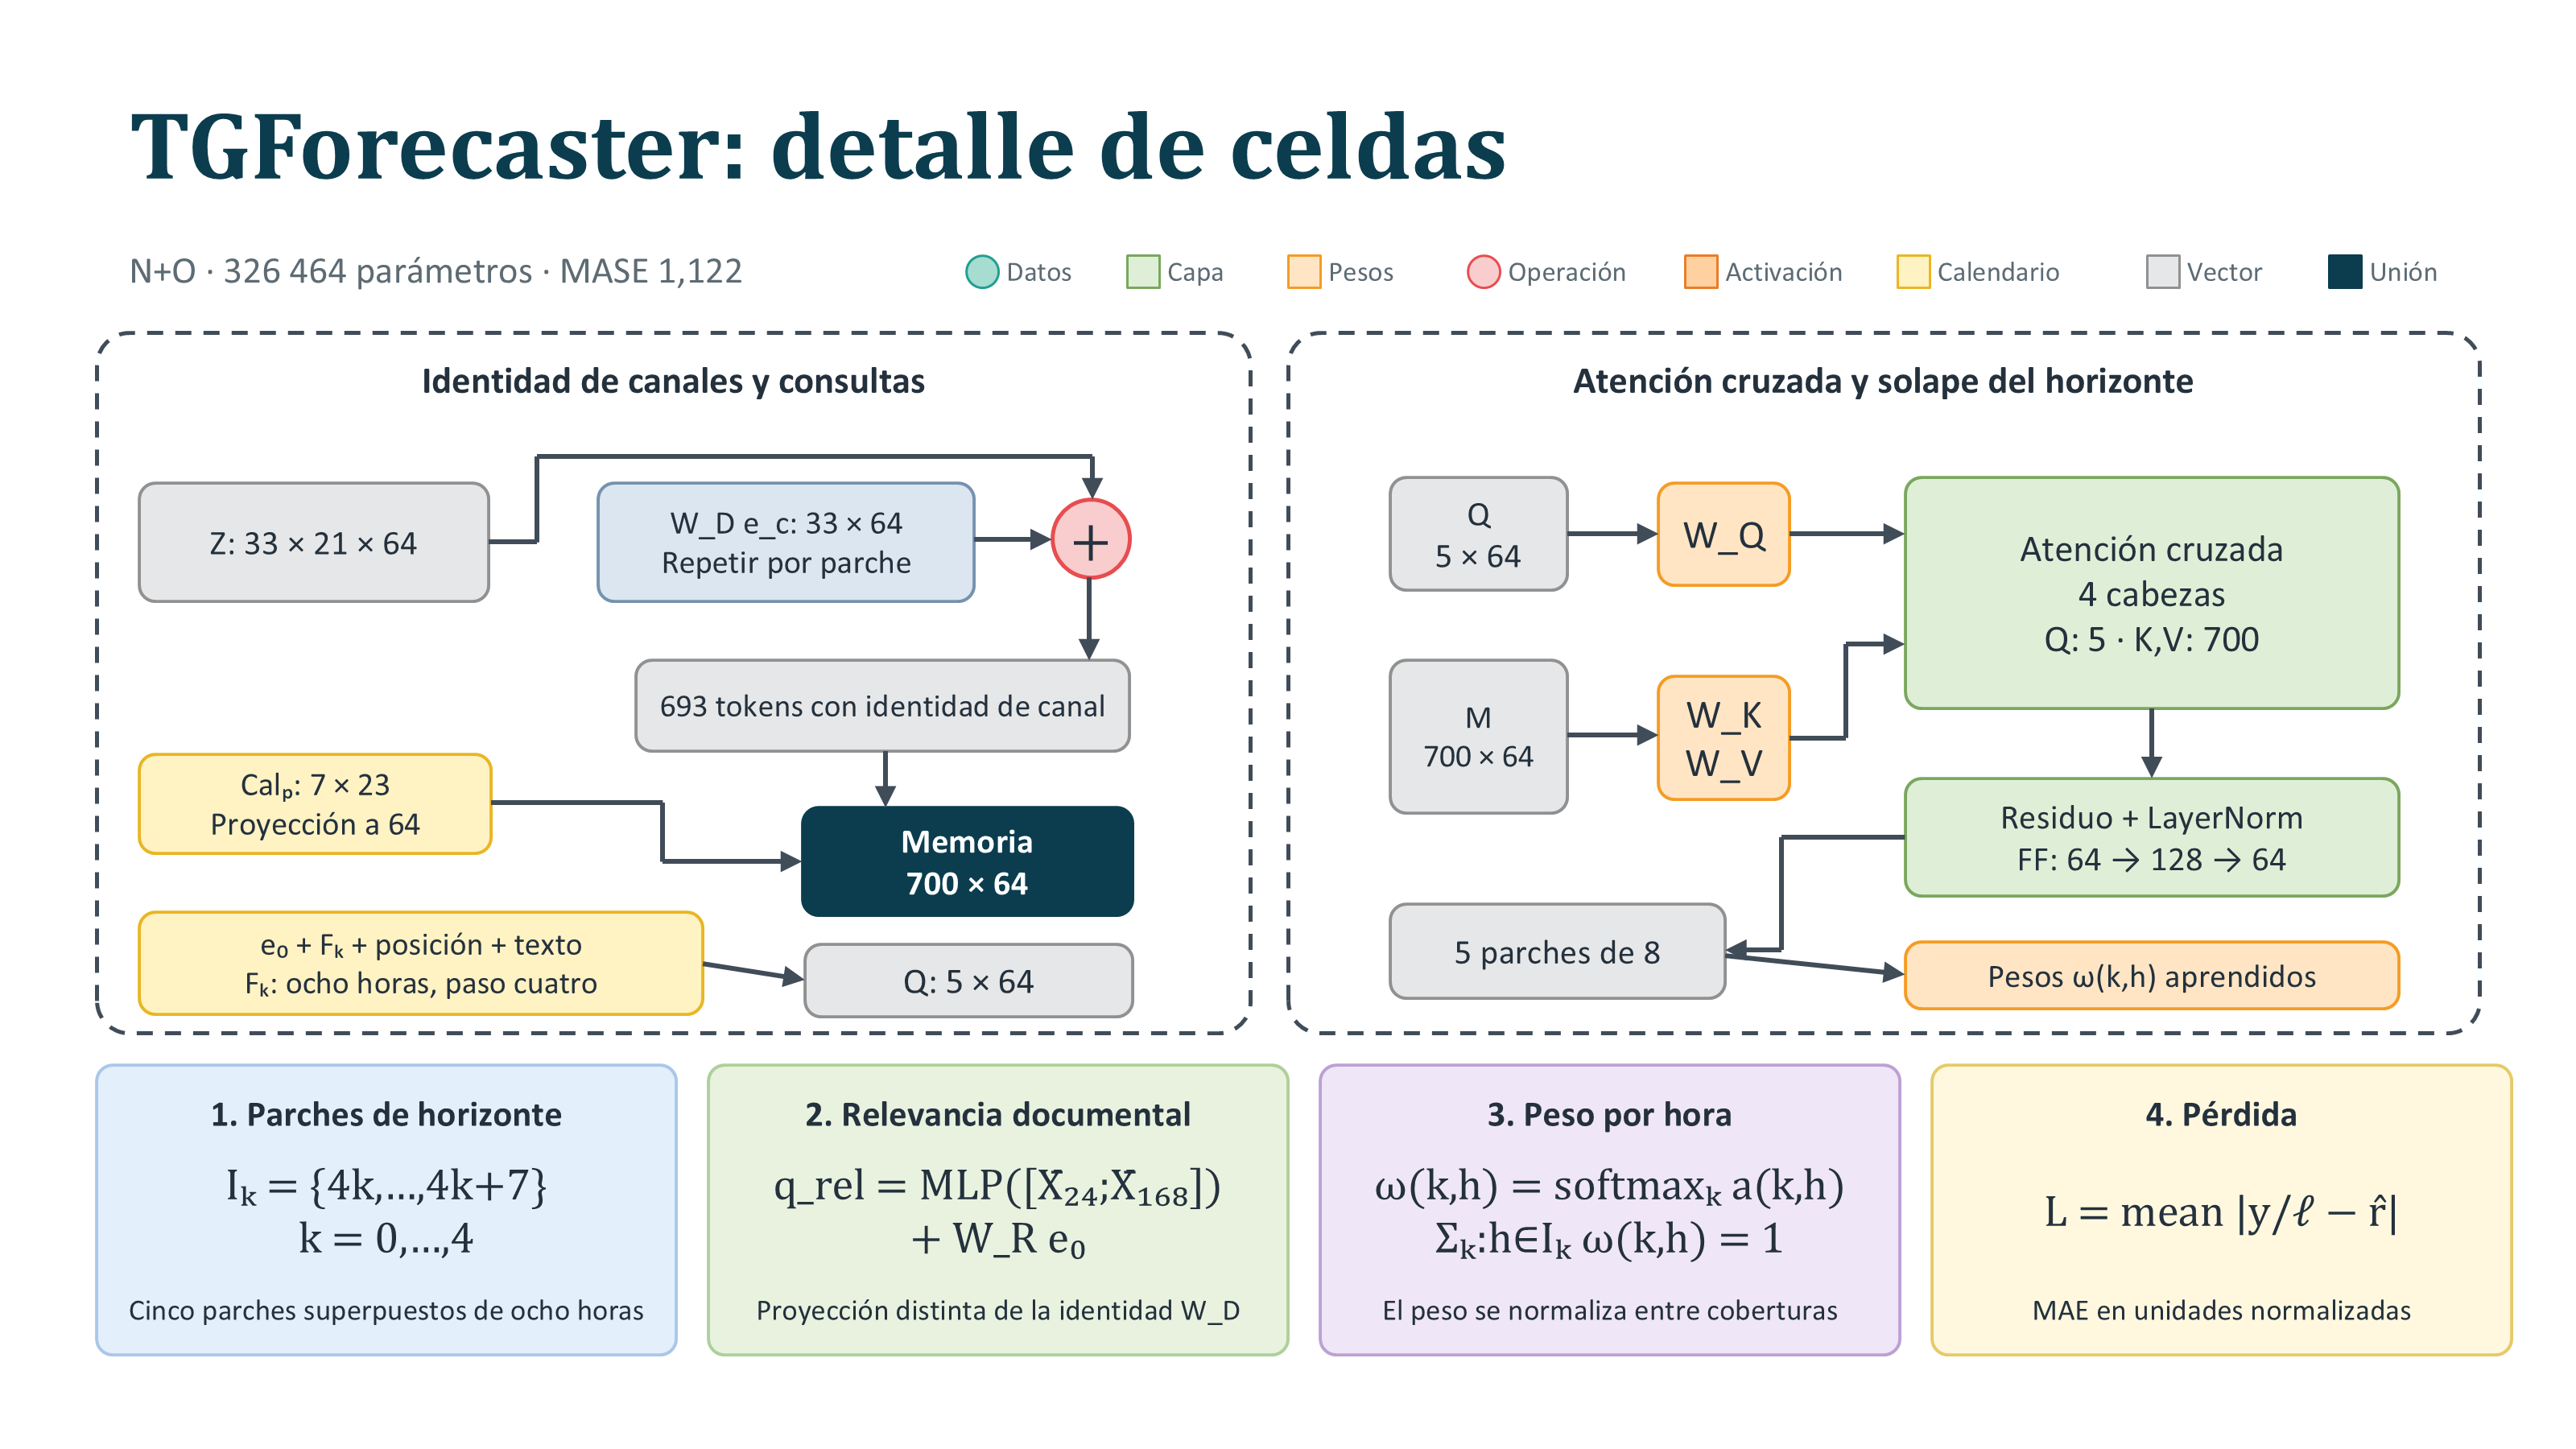 TGForecaster: detalle de celdas
N+O · 326 464 parámetros · MASE 1,122
Datos
Capa
Pesos
Operación
Activación
Calendario
Vector
Unión
Identidad de canales y consultas
Z: 33 × 21 × 64
W_D e_c: 33 × 64
Repetir por parche
+
693 tokens con identidad de canal
Calₚ: 7 × 23
Proyección a 64
Memoria
700 × 64
e₀ + Fₖ + posición + texto
Fₖ: ocho horas, paso cuatro
Q: 5 × 64
Atención cruzada y solape del horizonte
Q
5 × 64
W_Q
Atención cruzada
4 cabezas
Q: 5 · K,V: 700
M
700 × 64
W_K
W_V
Residuo + LayerNorm
FF: 64 → 128 → 64
5 parches de 8
Pesos ω(k,h) aprendidos
1. Parches de horizonte
Iₖ = {4k,…,4k+7}
k = 0,…,4
Cinco parches superpuestos de ocho horas
2. Relevancia documental
q_rel = MLP([X̄₂₄;X̄₁₆₈])
+ W_R e₀
Proyección distinta de la identidad W_D
3. Peso por hora
ω(k,h) = softmaxₖ a(k,h)
Σₖ:h∈Iₖ ω(k,h) = 1
El peso se normaliza entre coberturas
4. Pérdida
L = mean |y/ℓ − r̂|
MAE en unidades normalizadas